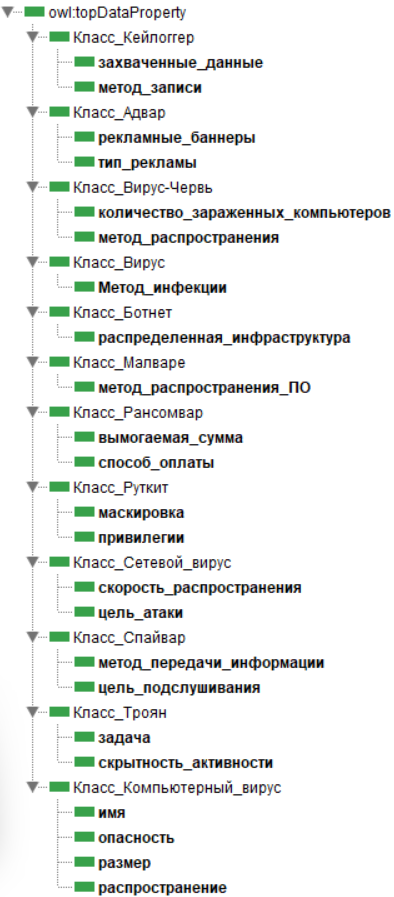 owl:topDataProperty
Класс_Кейлоггер
захваченные_данные
метод_записи
Класс_Адвар
рекламные_баннеры
тип_рекламы
Класс_Вирус-Червь
количество_зараженных_компьютеров
метод_распространения
Класс_Вирус
Метод_инфекции
Класс_Ботнет
распределенная_инфраструктура
Класс_Малваре
метод_распространения_ПО
Класс_Рансомвар
вымогаемая_сумма
способ_оплаты
Класс_Руткит
маскировка
привилегии
Класс_Сетевой_вирус
скорость_распространения
цель_атаки
Класс_Спайвар
метод_передачи_информации
цель_подслушивания
Класс_Троян
задача
скрытность_активности
Класс_Компьютерный_вирус
имя
опасность
размер
распространение